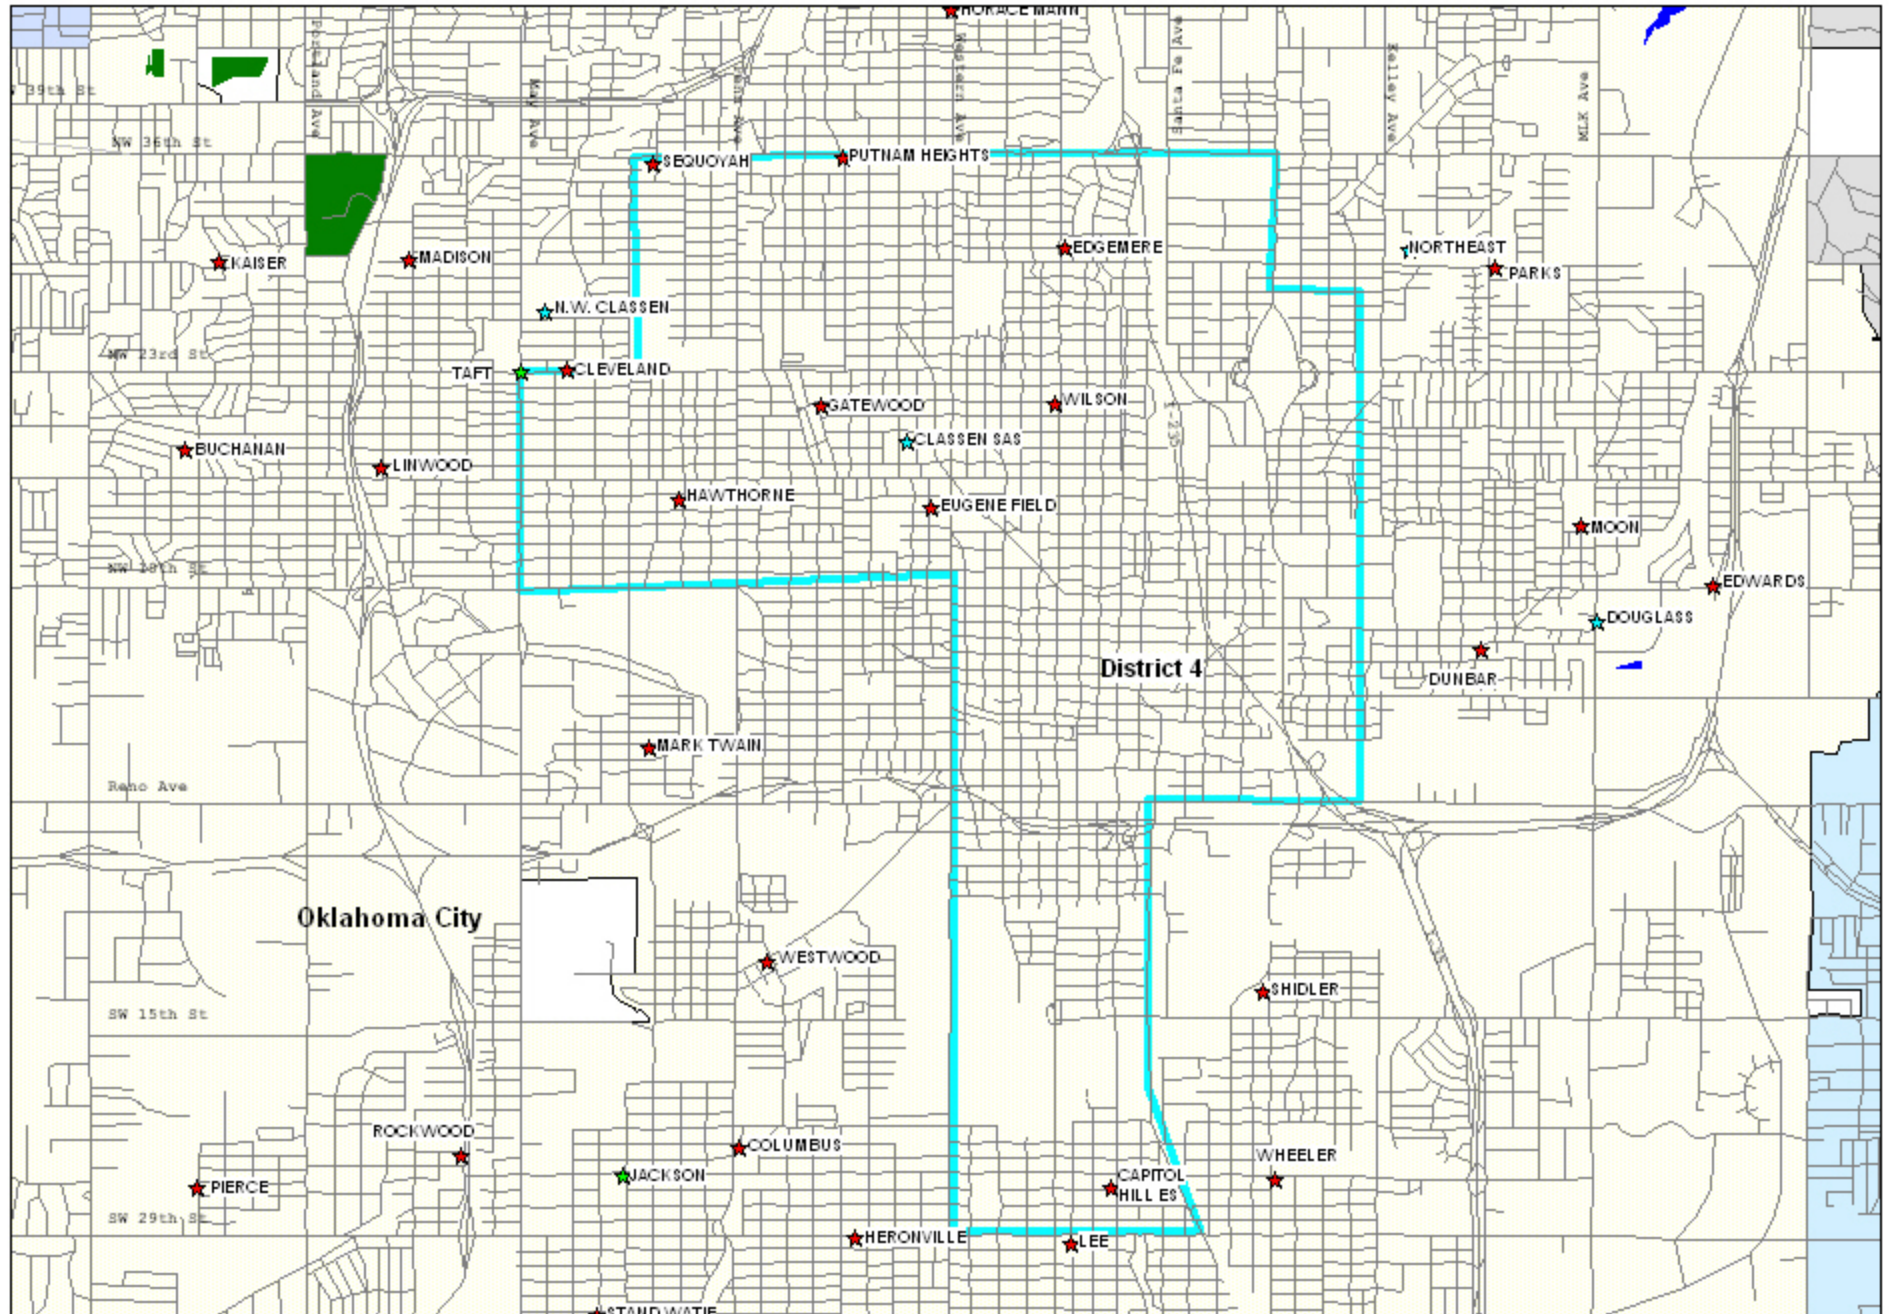 HORACE MANN
Portland Ave
May Ave
Penn Ave
Western Ave
Santa Fe Ave
Kelley Ave
MLK Ave
39th St
NW 36th St
SEQUOYAH
PUTNAM HEIGHTS
EDGEMERE
NORTHEAST
KAISER
MADISON
PARKS
N.W. CLASSEN
NW 23rd St
TAFT
CLEVELAND
GATEWOOD
WILSON
I-235
CLASSEN SAS
BUCHANAN
LINWOOD
HAWTHORNE
EUGENE FIELD
MOON
NW 10th St
EDWARDS
DOUGLASS
District 4
DUNBAR
MARK TWAIN
Reno Ave
Oklahoma City
WESTWOOD
SHIDLER
SW 15th St
ROCKWOOD
COLUMBUS
WHEELER
JACKSON
CAPITOL
HILL ES
PIERCE
SW 29th St
HERONVILLE
LEE
STAND WATIE